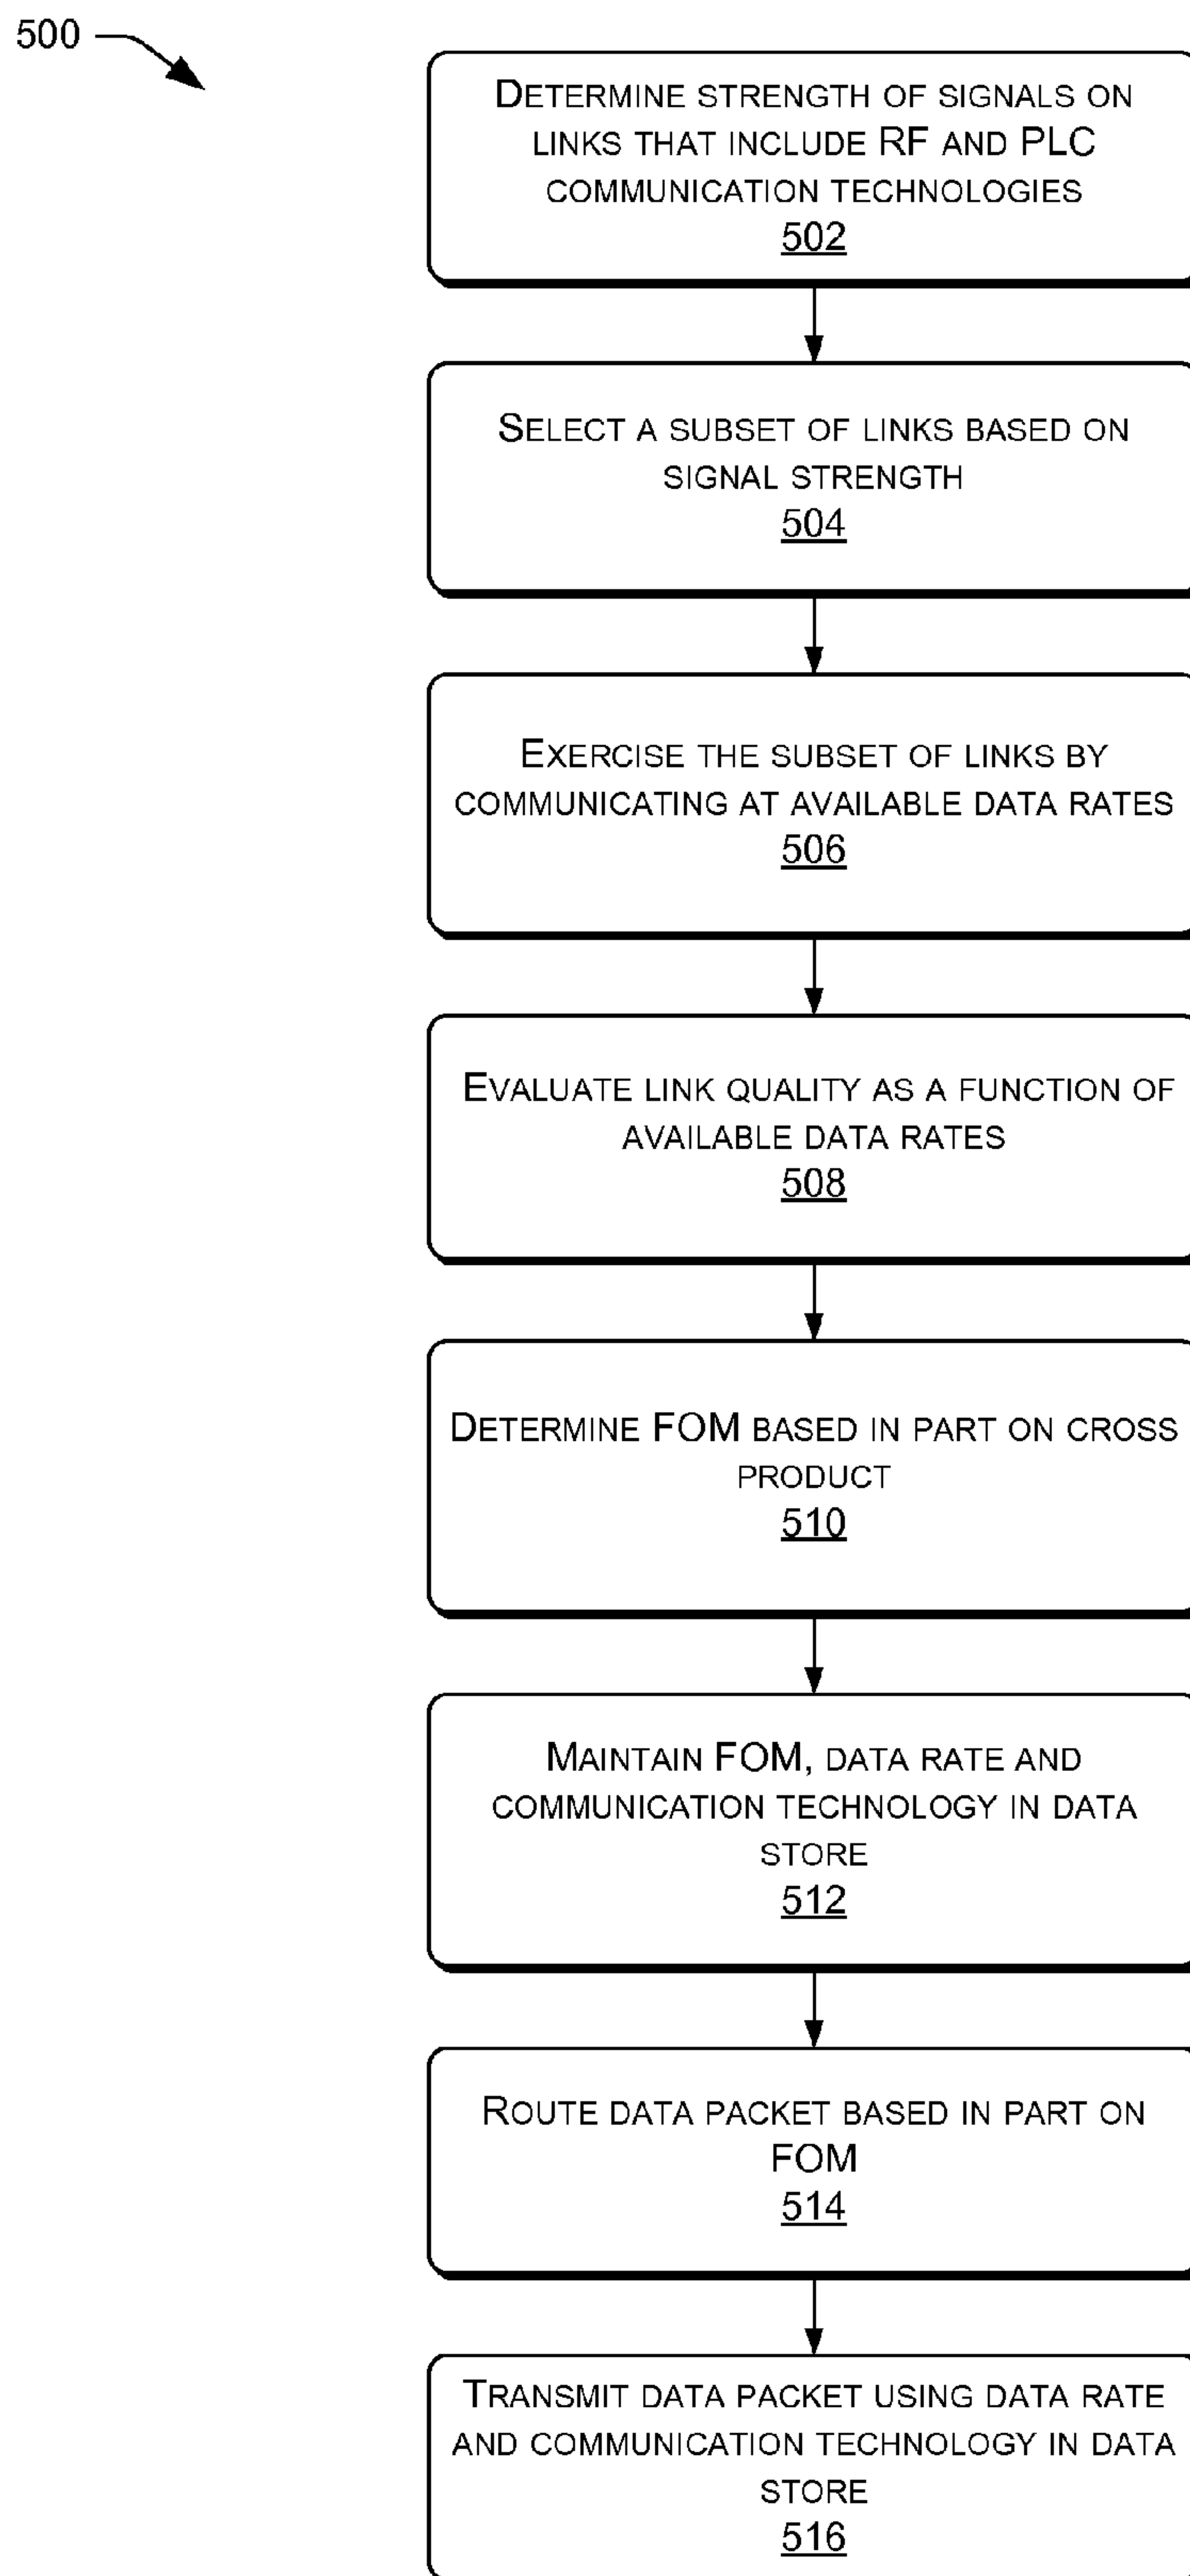 500
DETERMINE STRENGTH OF SIGNALS ON
LINKS THAT INCLUDE RF AND PLC
COMMUNICATION TECHNOLOGIES
502
SELECT A SUBSET OF LINKS BASED ON
SIGNAL STRENGTH
504
EXERCISE THE SUBSET OF LINKS BY
COMMUNICATING AT AVAILABLE DATA RATES
506
EVALUATE LINK QUALITY AS A FUNCTION OF
AVAILABLE DATA RATES
508
DETERMINE FOM BASED IN PART ON CROSS
PRODUCT
510
MAINTAIN FOM, DATA RATE AND
COMMUNICATION TECHNOLOGY IN DATA
STORE
512
ROUTE DATA PACKET BASED IN PART ON
FOM
514
TRANSMIT DATA PACKET USING DATA RATE
AND COMMUNICATION TECHNOLOGY IN DATA
STORE
516